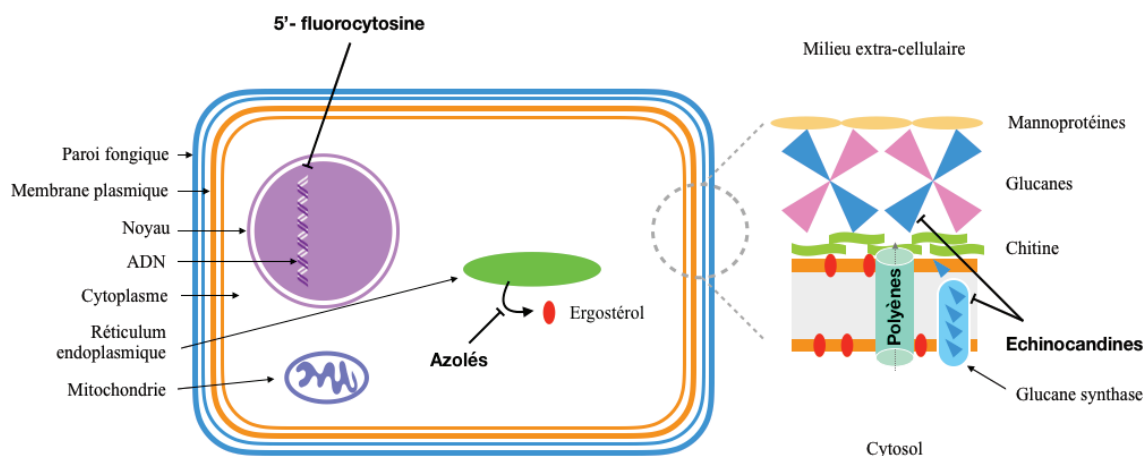 5’- fluorocytosine
Paroi fongique
Membrane plasmique
Noyau
ADN
Cytoplasme
Réticulum
endoplasmique
Mitochondrie
Ergostérol
Azolés
Milieu extra-cellulaire
Mannoprotéines
Glucanes
Chitine
Polyènes
Echinocandines
Glucane synthase
Cytosol